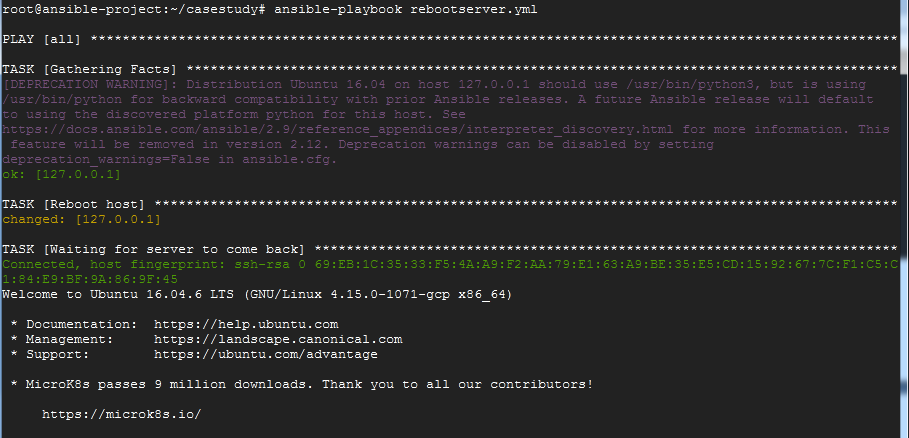 root@ansible-project:~/casestudy# ansible-playbook rebootserver.yml
PLAY [all] *****************************************************************************************************
TASK [Gathering Facts] *****************************************************************************************
[DEPRECATION WARNING]: Distribution Ubuntu 16.04 on host 127.0.0.1 should use /usr/bin/python3, but is using
/usr/bin/python for backward compatibility with prior Ansible releases. A future Ansible release will default
to using the discovered platform python for this host. See
https://docs.ansible.com/ansible/2.9/reference_appendices/interpreter_discovery.html for more information. This
 feature will be removed in version 2.12. Deprecation warnings can be disabled by setting
deprecation_warnings=False in ansible.cfg.
ok: [127.0.0.1]
TASK [Reboot host] *********************************************************************************************
changed: [127.0.0.1]
TASK [Waiting for server to come back] *************************************************************************
Connected, host fingerprint: ssh-rsa 0 69:EB:1C:35:33:F5:4A:A9:F2:AA:79:E1:63:A9:BE:35:E5:CD:15:92:67:7C:F1:C5:C
1:84:E9:BF:9A:86:9F:45
Welcome to Ubuntu 16.04.6 LTS (GNU/Linux 4.15.0-1071-gcp x86_64)
 * Documentation:  https://help.ubuntu.com
 * Management:     https://landscape.canonical.com
 * Support:        https://ubuntu.com/advantage
 * MicroK8s passes 9 million downloads. Thank you to all our contributors!
     https://microk8s.io/